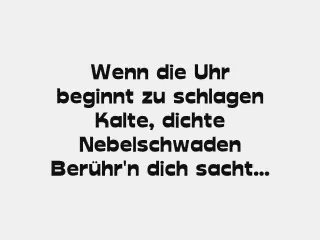 Wenn die Uhr
beginnt zu schlagen
Kalte, dichte
Nebelschwaden
Berühr'n dich sacht...